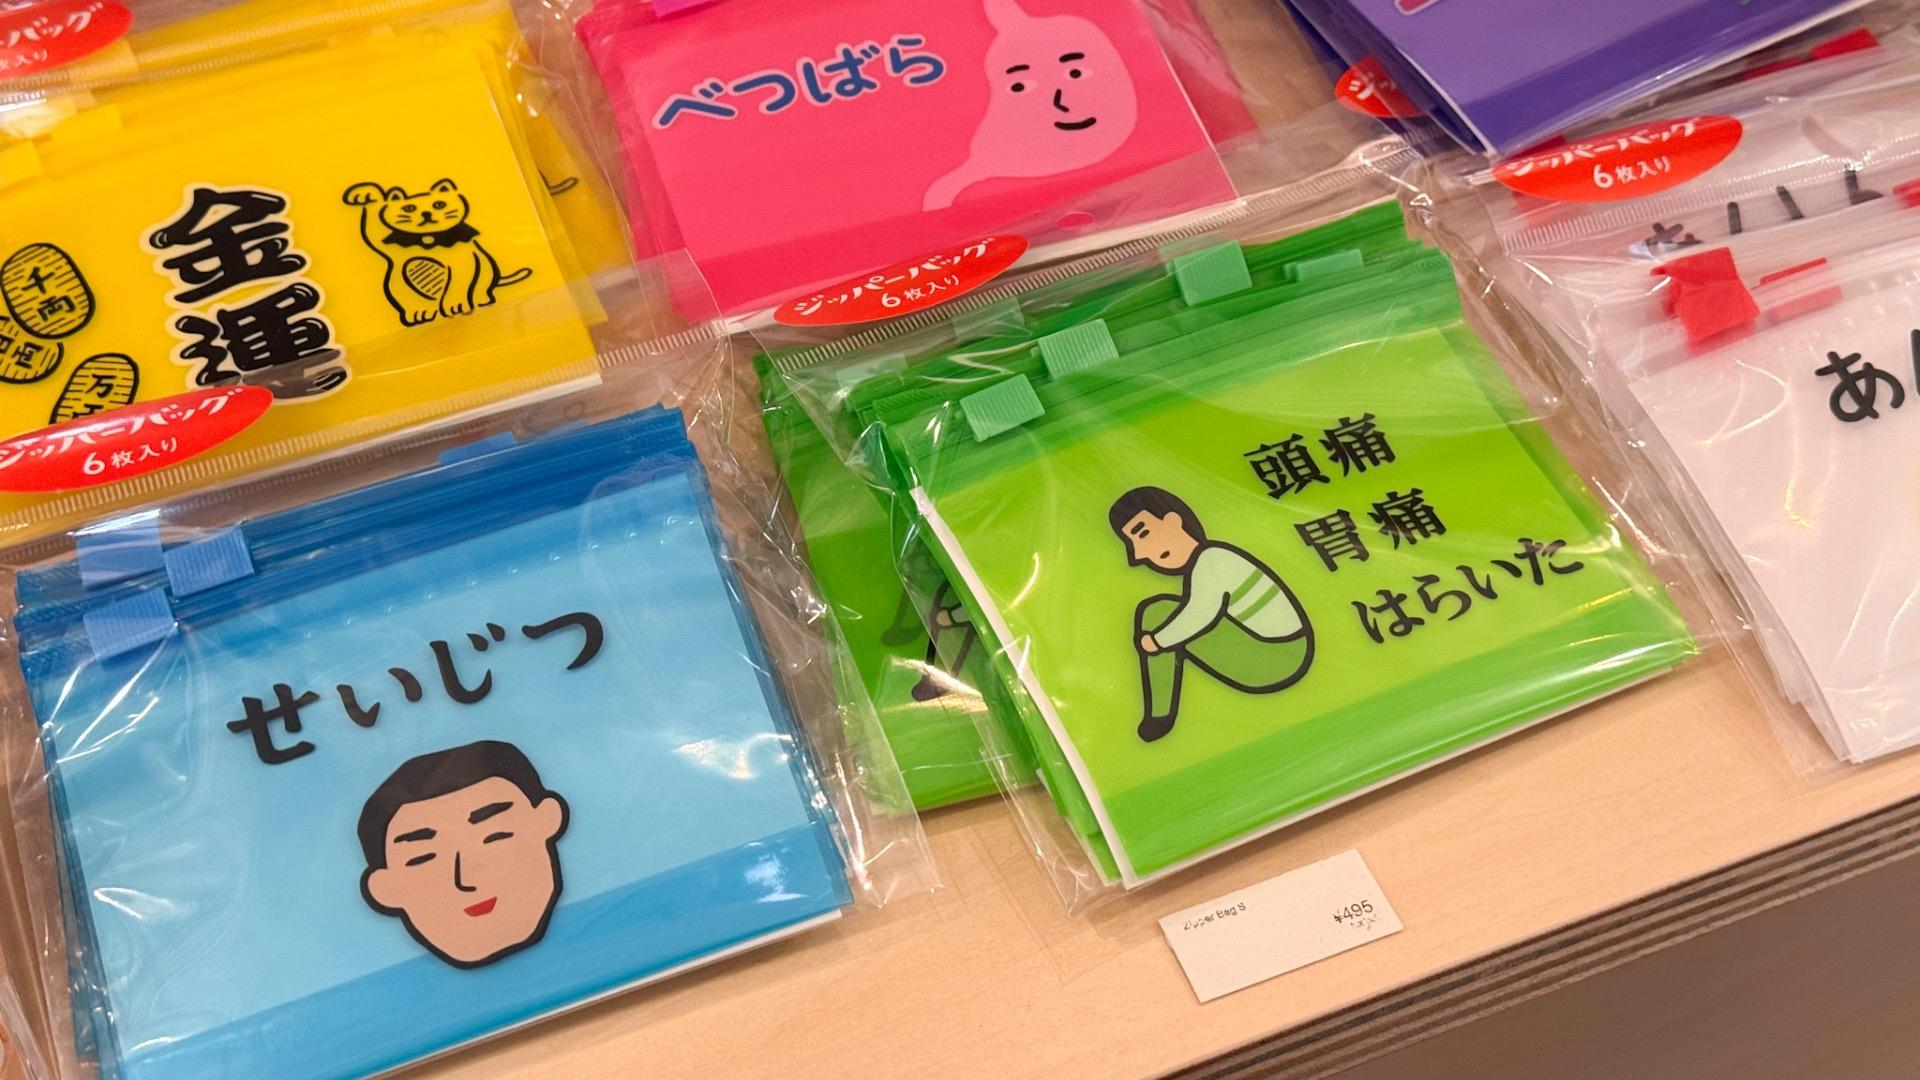 ジッパーバッグ
6枚入り
金運
千両
万
べつばら
ジッパーバッグ
6枚入り
ジッパーバッグ
6枚入り
ジッパーバッグ
6枚入り
せいじつ
頭痛
胃痛
はらいた
あ
Zipper Bag S
¥495